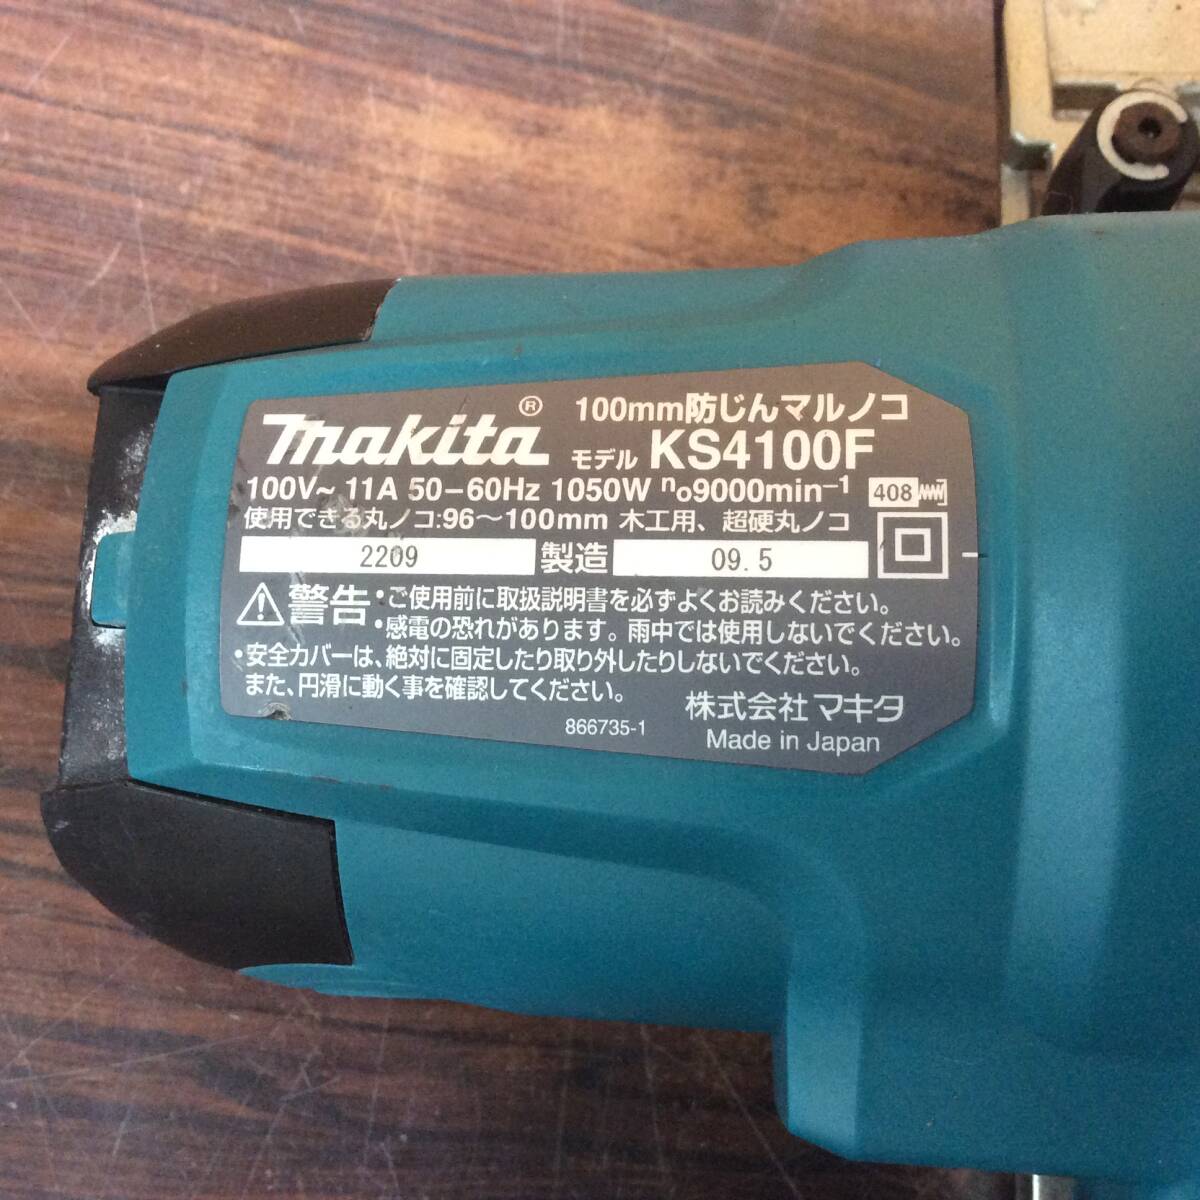 makita® 100mm防じんマルノコ
モデル KS4100F
100V~ 11A 50-60Hz 1050W no9000min-1 408
使用できる丸ノコ:96~100mm 木工用、超硬丸ノコ
2209 製造 09.5
警告 •ご使用前に取扱説明書を必ずよくお読みください。
•感電の恐れがあります。雨中では使用しないでください。
•安全カバーは、絶対に固定したり取り外したりしないでください。
また、円滑に動く事を確認してください。
866735-1 株式会社 マキタ
Made in Japan